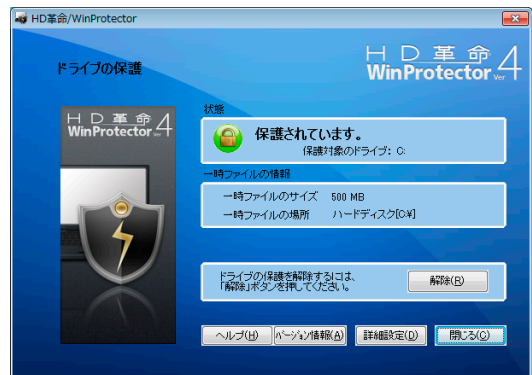 HD革命/WinProtector
ドライブの保護
HD革命
WinProtector Ver 4
HD革命
WinProtector Ver 4
状態
保護されています。
保護対象のドライブ: C:
一時ファイルの情報
一時ファイルのサイズ 500 MB
一時ファイルの場所 ハードディスク[C:¥]
ドライブの保護を解除するには、
「解除」ボタンを押してください。
解除(R)
ヘルプ(H) バージョン情報(A) 詳細設定(D) 閉じる(C)